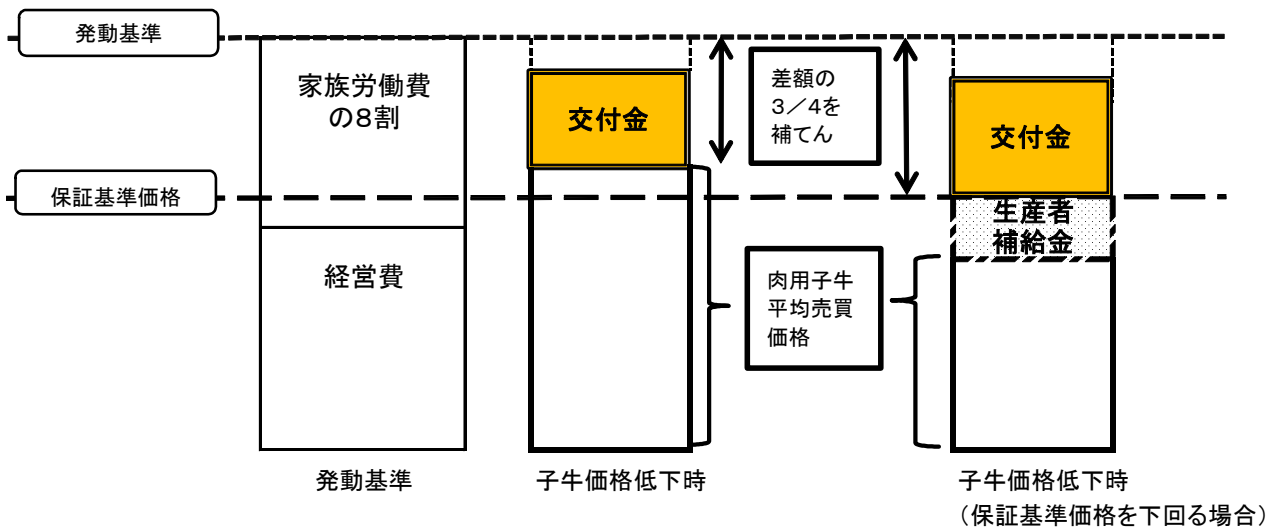 発動基準
家族労働費
の8割
交付金
差額の
3／4を
補てん
交付金
保証基準価格
生産者
補給金
経営費
肉用子牛
平均売買
価格
発動基準
子牛価格低下時
子牛価格低下時
（保証基準価格を下回る場合）